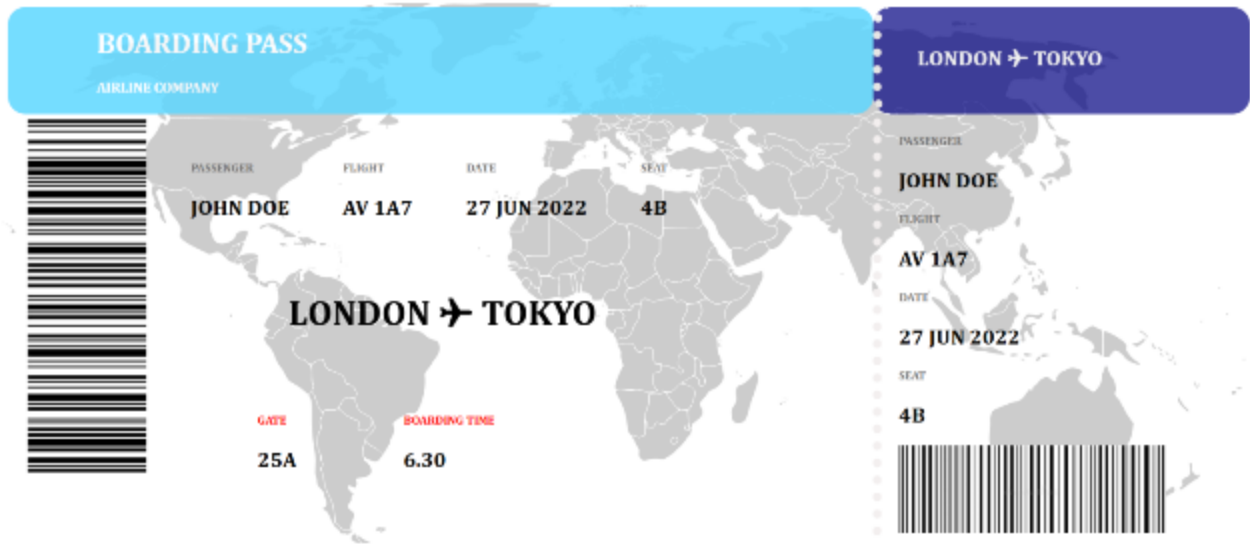 BOARDING PASS
AIRLINE COMPANY
PASSENGER FLIGHT DATE SEAT
JOHN DOE AV 1A7 27 JUN 2022 4B
LONDON ✈ TOKYO
GATE BOARDING TIME
25A 6.30
LONDON ✈ TOKYO
PASSENGER
JOHN DOE
FLIGHT
AV 1A7
DATE
27 JUN 2022
SEAT
4B